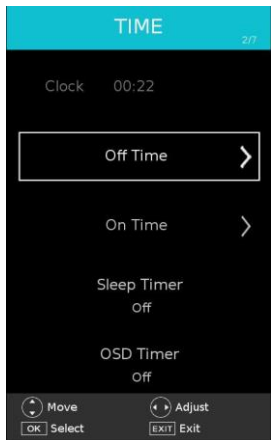 TIME
2/7
Clock 00:22
Off Time
On Time
Sleep Timer
Off
OSD Timer
Off
Move Adjust
OK Select EXIT Exit